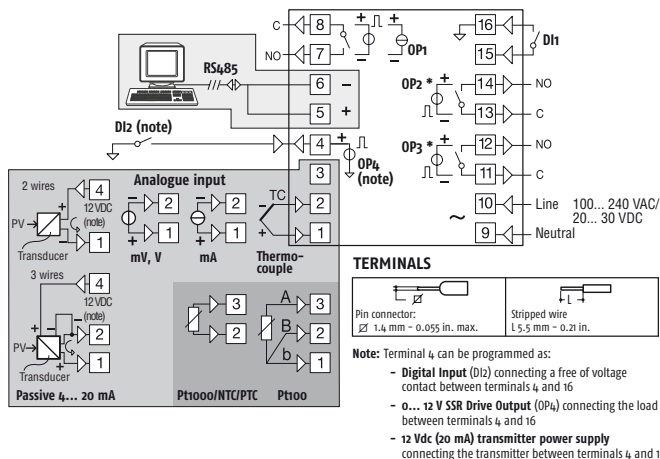 C 8 + − OP1 16 DI1
NO 7 15
RS485
6 −
5 +
OP2 * + − 14 NO
13 C
DI2 (note)
4 + − OP4 (note)
OP3 * + − 12 NO
11 C
3
10 Line 100... 240 VAC/
20... 30 VDC
~ 9 Neutral
Analogue input
2 wires
4
12 VDC
(note)
PV + −
1
Transducer
− 2
+ 1
mV, V
− 2
+ 1
mA
TC − 2
+ 1
Thermo-
couple
3 wires
4
12 VDC
(note)
− 2
PV + − +
1
Transducer
Passive 4... 20 mA
3
2
Pt1000/NTC/PTC
A 3
B 2
b 1
Pt100
TERMINALS
Pin connector:
⌀ 1.4 mm - 0.055 in. max.
L
Stripped wire
L 5.5 mm - 0.21 in.
Note: Terminal 4 can be programmed as:
- Digital Input (DI2) connecting a free of voltage
contact between terminals 4 and 16
- 0... 12 V SSR Drive Output (OP4) connecting the load
between terminals 4 and 16
- 12 Vdc (20 mA) transmitter power supply
connecting the transmitter between terminals 4 and 1